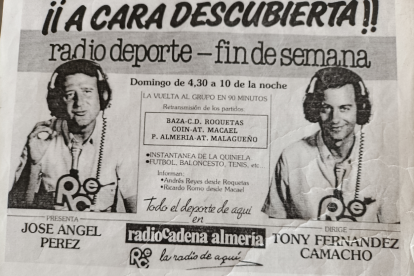 ¡¡A CARA DESCUBIERTA!!
radio deporte – fin de semana
Domingo de 4,30 a 10 de la noche
LA VUELTA AL GRUPO EN 90 MINUTOS
Retransmisión de los partidos
BAZA-C.D. ROQUETAS
COIN-AT. MACAEL
P. ALMERIA-AT. MALAGUEÑO
•INSTANTANEA DE LA QUINIELA
•FUTBOL, BALONCESTO, TENIS, etc.
Informan:
•Andrés Reyes desde Roquetas
•Ricardo Romo desde Macael
Todo el deporte de aquí
en
PRESENTA
JOSE ANGEL
PEREZ
radiocadena almería
la radio de aquí
DIRIGE
TONY FERNANDEZ
CAMACHO